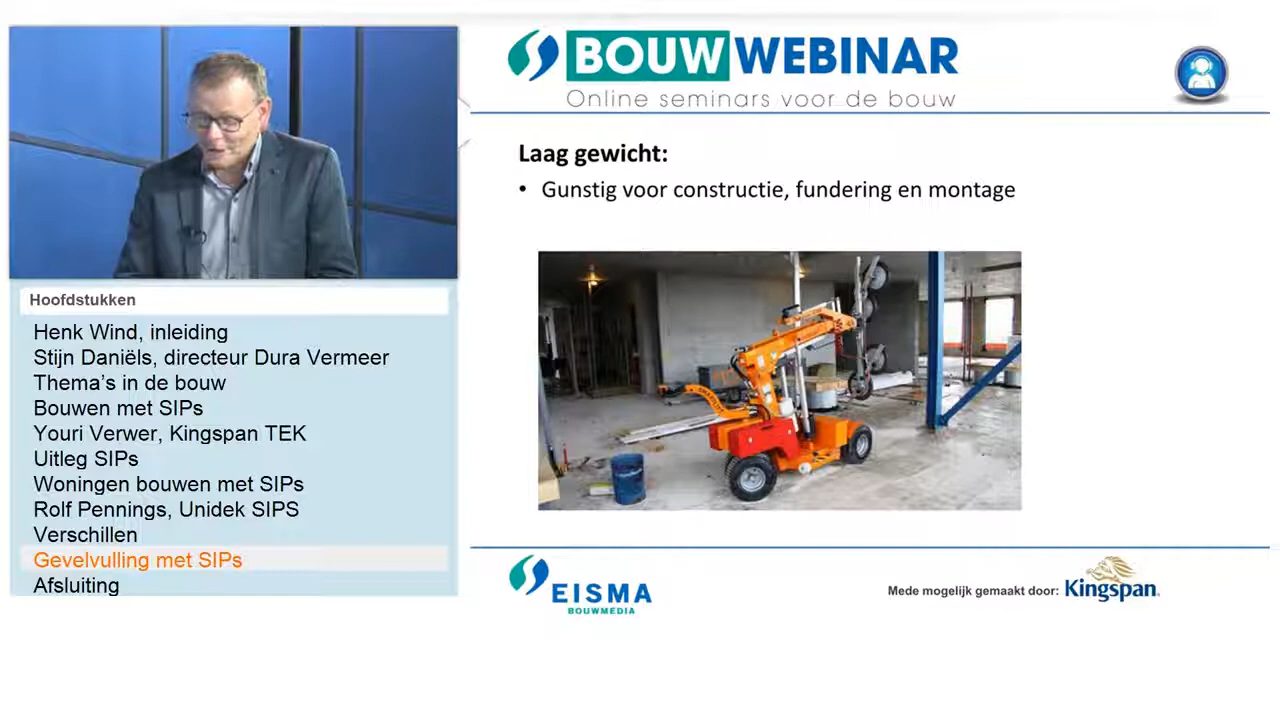 BOUWWEBINAR
Online seminars voor de bouw
Laag gewicht:
• Gunstig voor constructie, fundering en montage
Hoofdstukken
Henk Wind, inleiding
Stijn Daniëls, directeur Dura Vermeer
Thema's in de bouw
Bouwen met SIPs
Youri Verwer, Kingspan TEK
Uitleg SIPs
Woningen bouwen met SIPs
Rolf Pennings, Unidek SIPS
Verschillen
Gevelvulling met SIPs
Afsluiting
EISMA
BOUWMEDIA
Mede mogelijk gemaakt door: Kingspan.